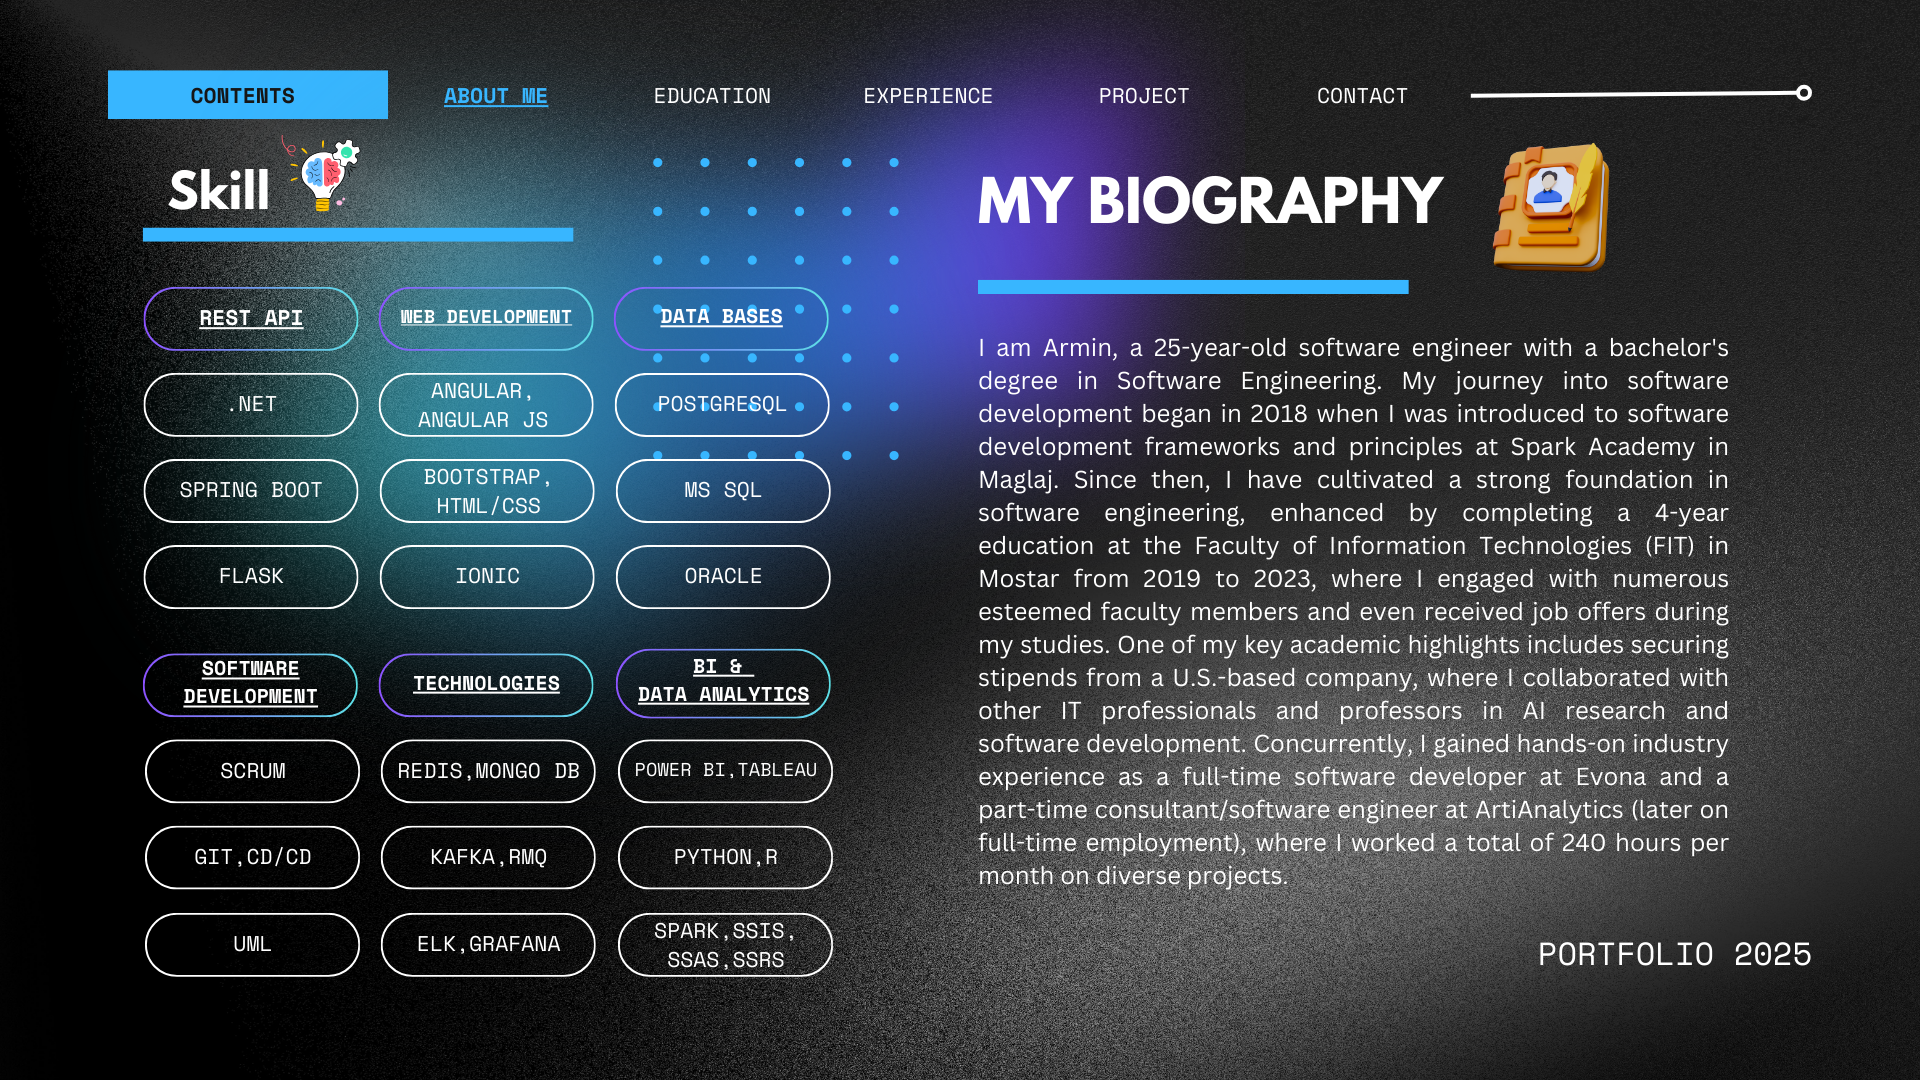 CONTENTS
ABOUT ME
EDUCATION
EXPERIENCE
PROJECT
CONTACT
Skill
REST API
WEB DEVELOPMENT
DATA BASES
.NET
ANGULAR,
ANGULAR JS
POSTGRESQL
SPRING BOOT
BOOTSTRAP,
HTML/CSS
MS SQL
FLASK
IONIC
ORACLE
SOFTWARE
DEVELOPMENT
TECHNOLOGIES
BI &
DATA ANALYTICS
SCRUM
REDIS,MONGO DB
POWER BI,TABLEAU
GIT,CD/CD
KAFKA,RMQ
PYTHON,R
UML
ELK,GRAFANA
SPARK,SSIS,
SSAS,SSRS
MY BIOGRAPHY
I am Armin, a 25-year-old software engineer with a bachelor's
degree in Software Engineering. My journey into software
development began in 2018 when I was introduced to software
development frameworks and principles at Spark Academy in
Maglaj. Since then, I have cultivated a strong foundation in
software engineering, enhanced by completing a 4-year
education at the Faculty of Information Technologies (FIT) in
Mostar from 2019 to 2023, where I engaged with numerous
esteemed faculty members and even received job offers during
my studies. One of my key academic highlights includes securing
stipends from a U.S.-based company, where I collaborated with
other IT professionals and professors in AI research and
software development. Concurrently, I gained hands-on industry
experience as a full-time software developer at Evona and a
part-time consultant/software engineer at ArtiAnalytics (later on
full-time employment), where I worked a total of 240 hours per
month on diverse projects.
PORTFOLIO 2025